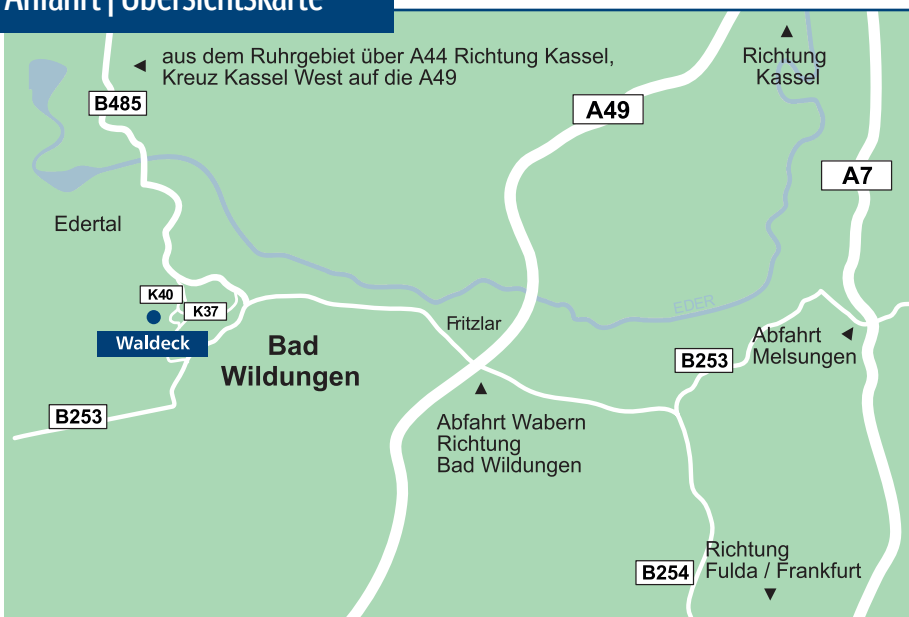 Anfahrt | Übersichtskarte
aus dem Ruhrgebiet über A44 Richtung Kassel,
Kreuz Kassel West auf die A49
Richtung
Kassel
B485
A49
A7
Edertal
K40
K37
EDER
Waldeck
Bad
Wildungen
Fritzlar
Abfahrt
Melsungen
B253
B253
Abfahrt Wabern
Richtung
Bad Wildungen
B254
Richtung
Fulda / Frankfurt